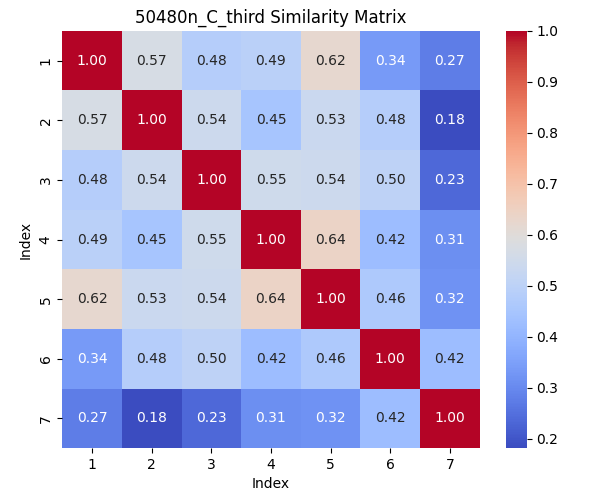 50480n_C_third Similarity Matrix
1 1.00 0.57 0.48 0.49 0.62 0.34 0.27
2 0.57 1.00 0.54 0.45 0.53 0.48 0.18
3 0.48 0.54 1.00 0.55 0.54 0.50 0.23
4 0.49 0.45 0.55 1.00 0.64 0.42 0.31
5 0.62 0.53 0.54 0.64 1.00 0.46 0.32
6 0.34 0.48 0.50 0.42 0.46 1.00 0.42
7 0.27 0.18 0.23 0.31 0.32 0.42 1.00
1 2 3 4 5 6 7
Index
Index
1.0
0.9
0.8
0.7
0.6
0.5
0.4
0.3
0.2